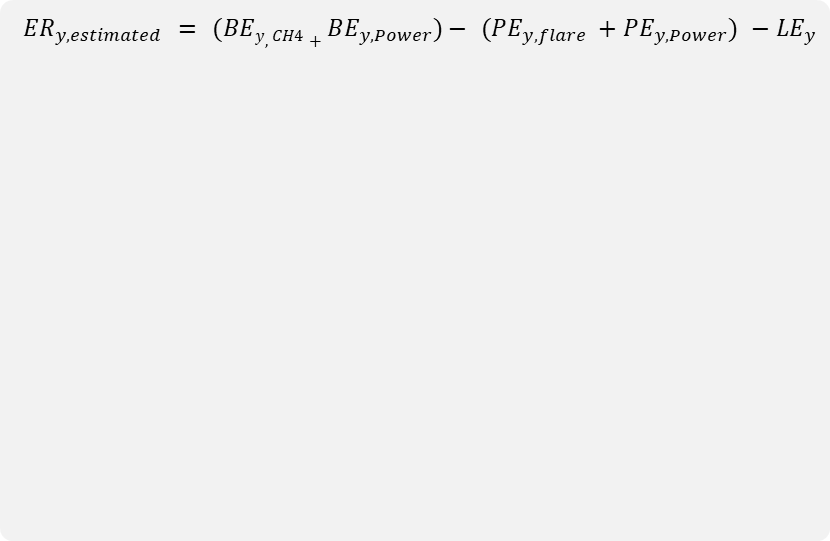 ER_{y,estimated} = (BE_{y, CH4 +} BE_{y,Power}) − (PE_{y,flare} + PE_{y,Power}) − LE_y